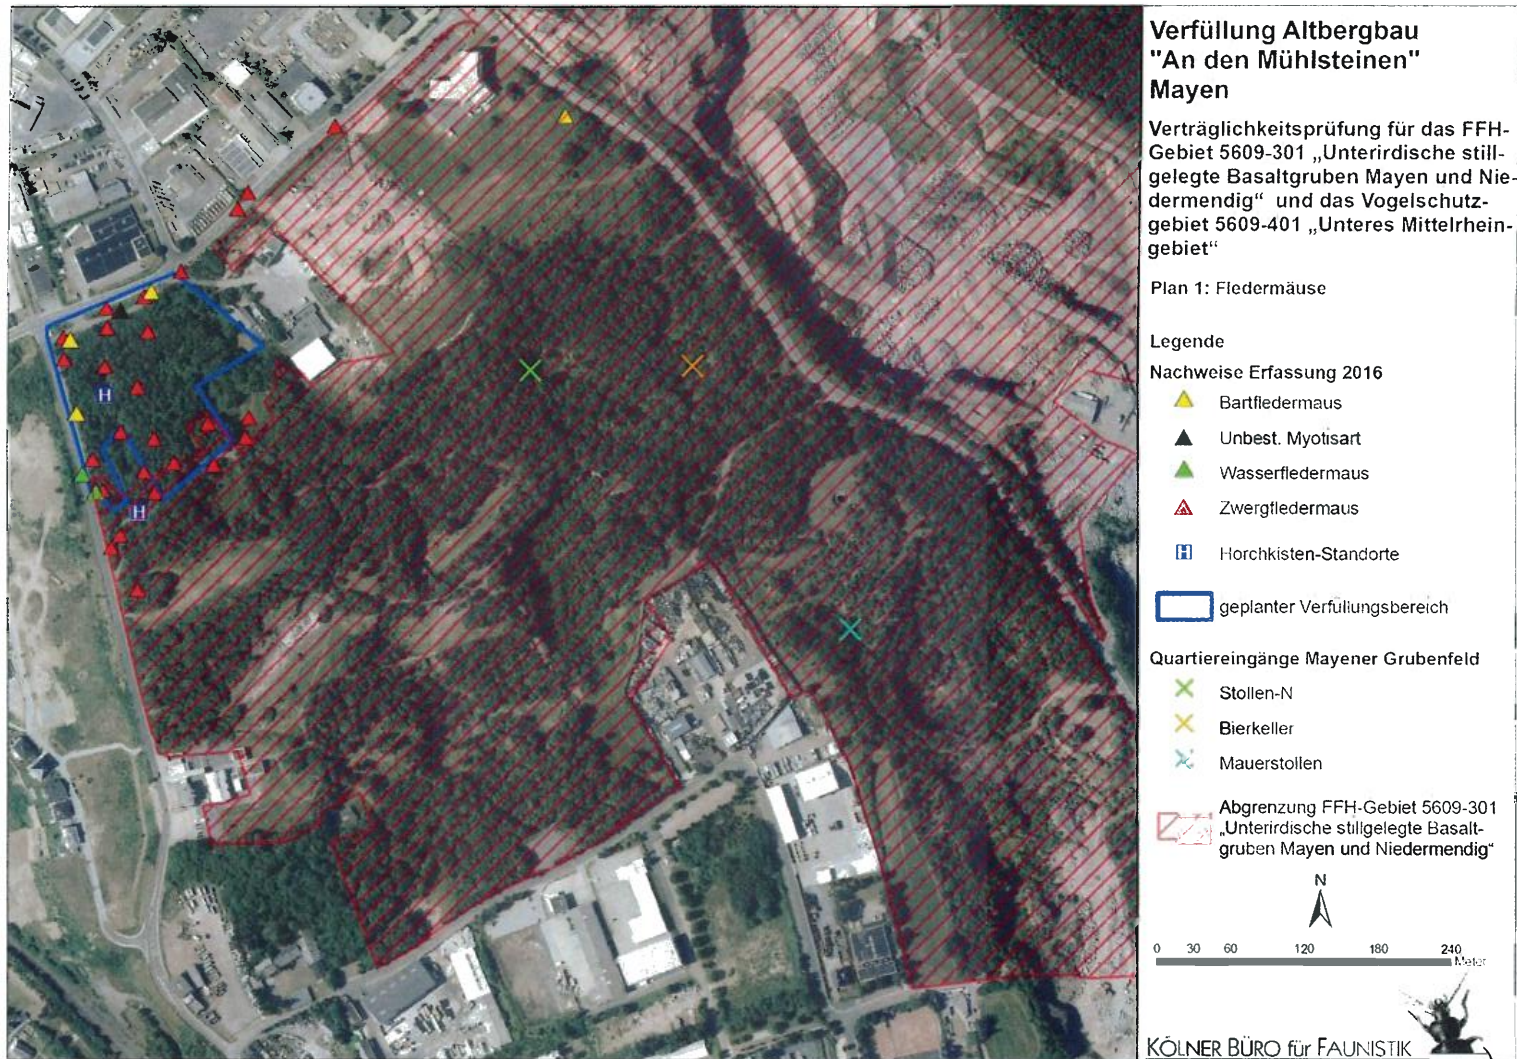 Verfüllung Altbergbau
"An den Mühlsteinen"
Mayen
Verträglichkeitsprüfung für das FFH-
Gebiet 5609-301 „Unterirdische still-
gelegte Basaltgruben Mayen und Nie-
dermendig“ und das Vogelschutz-
gebiet 5609-401 „Unteres Mittelrhein-
gebiet“
Plan 1: Fledermäuse
Legende
Nachweise Erfassung 2016
Bartfledermaus
Unbest. Myotisart
Wasserfledermaus
Zwergfledermaus
H Horchkisten-Standorte
geplanter Verfüllungsbereich
Quartiereingänge Mayener Grubenfeld
Stollen-N
Bierkeller
Mauerstollen
Abgrenzung FFH-Gebiet 5609-301
„Unterirdische stillgelegte Basalt-
gruben Mayen und Niedermendig“
N
0 30 60 120 180 240
Meter
KÖLNER BÜRO für FAUNISTIK
H
H